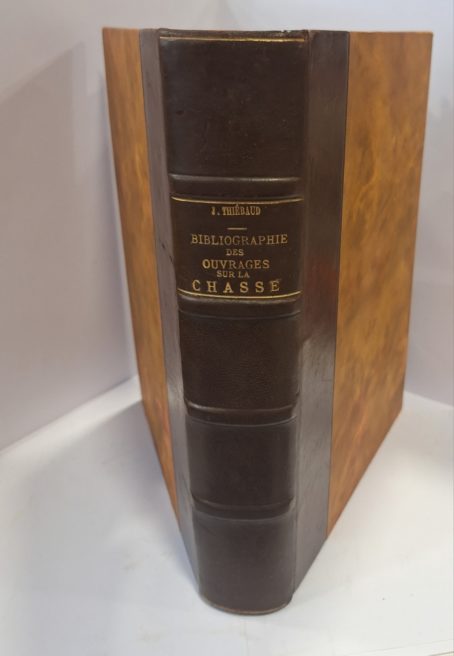 J. THIÉBAUD
BIBLIOGRAPHIE
DES
OUVRAGES
SUR LA
CHASSE